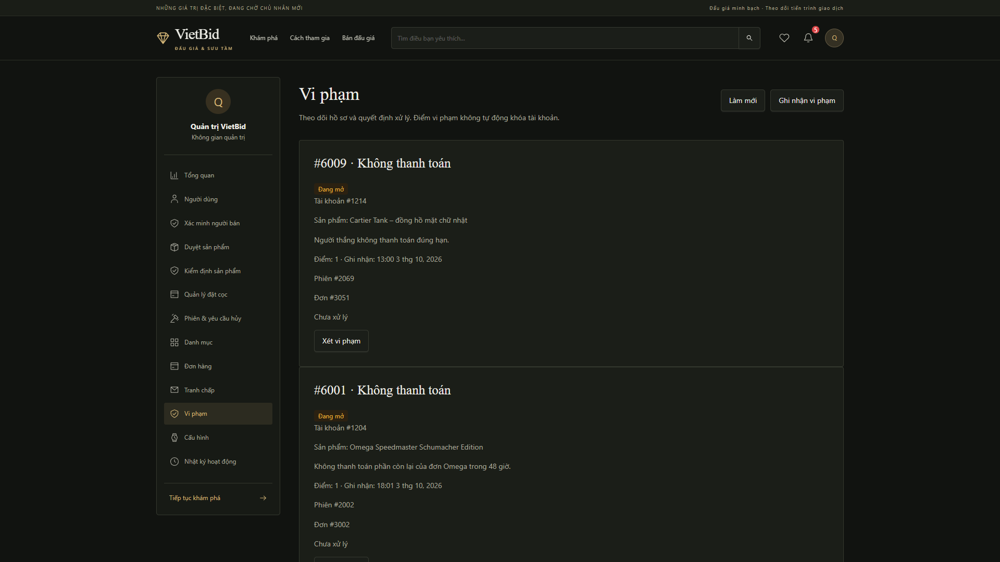 NHỮNG GIÁ TRỊ ĐẶC BIỆT, ĐANG CHỜ CHỦ NHÂN MỚI
Đấu giá minh bạch · Theo dõi tiến trình giao dịch
VietBid
ĐẤU GIÁ & SƯU TẦM
Khám phá
Cách tham gia
Bán đấu giá
Tìm điều bạn yêu thích...
5
Q
Q
Quản trị VietBid
Không gian quản trị
Tổng quan
Người dùng
Xác minh người bán
Duyệt sản phẩm
Kiểm định sản phẩm
Quản lý đặt cọc
Phiên & yêu cầu hủy
Danh mục
Đơn hàng
Tranh chấp
Vi phạm
Cấu hình
Nhật ký hoạt động
Tiếp tục khám phá
Vi phạm
Theo dõi hồ sơ và quyết định xử lý. Điểm vi phạm không tự động khóa tài khoản.
Làm mới
Ghi nhận vi phạm
#6009 · Không thanh toán
Đang mở
Tài khoản #1214
Sản phẩm: Cartier Tank – đồng hồ mặt chữ nhật
Người thắng không thanh toán đúng hạn.
Điểm: 1 · Ghi nhận: 13:00 3 thg 10, 2026
Phiên #2069
Đơn #3051
Chưa xử lý
Xét vi phạm
#6001 · Không thanh toán
Đang mở
Tài khoản #1204
Sản phẩm: Omega Speedmaster Schumacher Edition
Không thanh toán phần còn lại của đơn Omega trong 48 giờ.
Điểm: 1 · Ghi nhận: 18:01 3 thg 10, 2026
Phiên #2002
Đơn #3002
Chưa xử lý